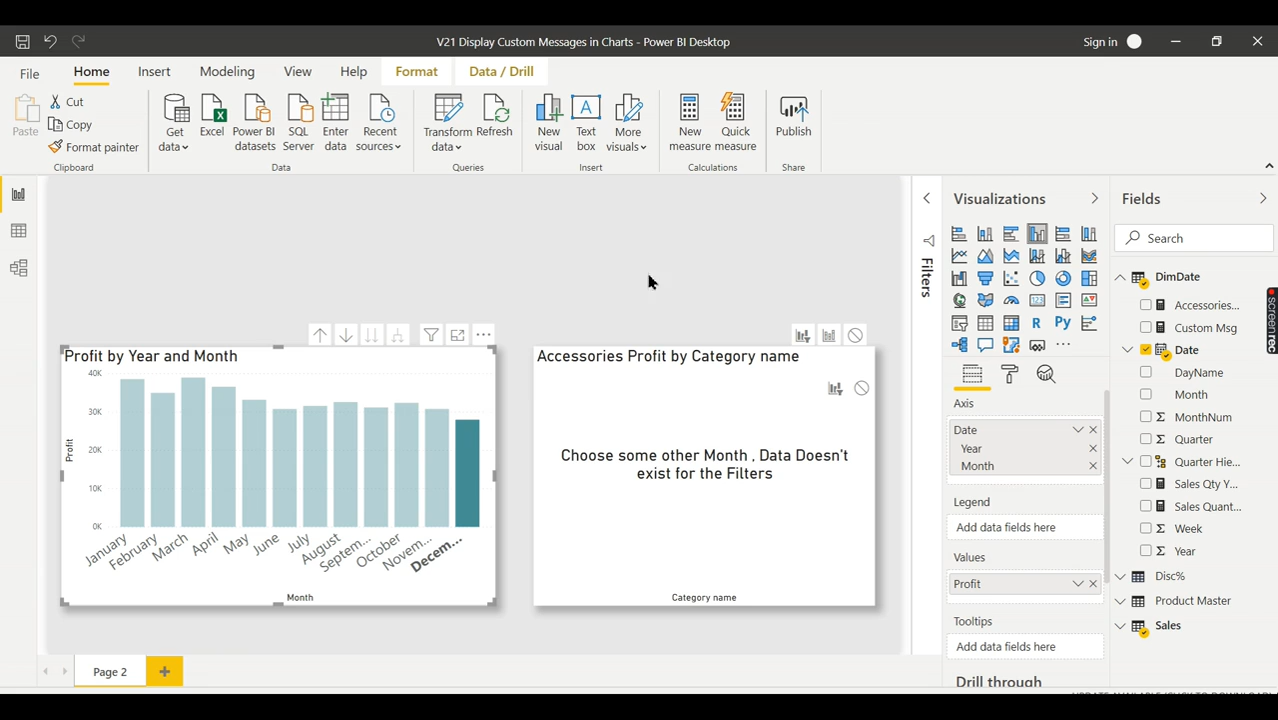 V21 Display Custom Messages in Charts - Power BI Desktop
Sign in
File
Home
Insert
Modeling
View
Help
Format
Data / Drill
Paste
Cut
Copy
Format painter
Clipboard
Get data
Excel
Power BI datasets
SQL Server
Enter data
Recent sources
Data
Transform data
Refresh
Queries
New visual
Text box
More visuals
Insert
New measure
Quick measure
Calculations
Publish
Share
Profit by Year and Month
40K
30K
20K
10K
0K
Profit
January
February
March
April
May
June
July
August
Septem...
October
Novem...
Decem...
Month
Accessories Profit by Category name
Choose some other Month , Data Doesn't
exist for the Filters
Category name
Page 2
Filters
Visualizations
R
Py
123
Axis
Date
Year
Month
Legend
Add data fields here
Values
Profit
Tooltips
Add data fields here
Drill through
Fields
Search
DimDate
Accessories...
Custom Msg
Date
DayName
Month
MonthNum
Quarter
Quarter Hie...
Sales Qty Y...
Sales Quant...
Week
Year
Disc%
Product Master
Sales
screenrec